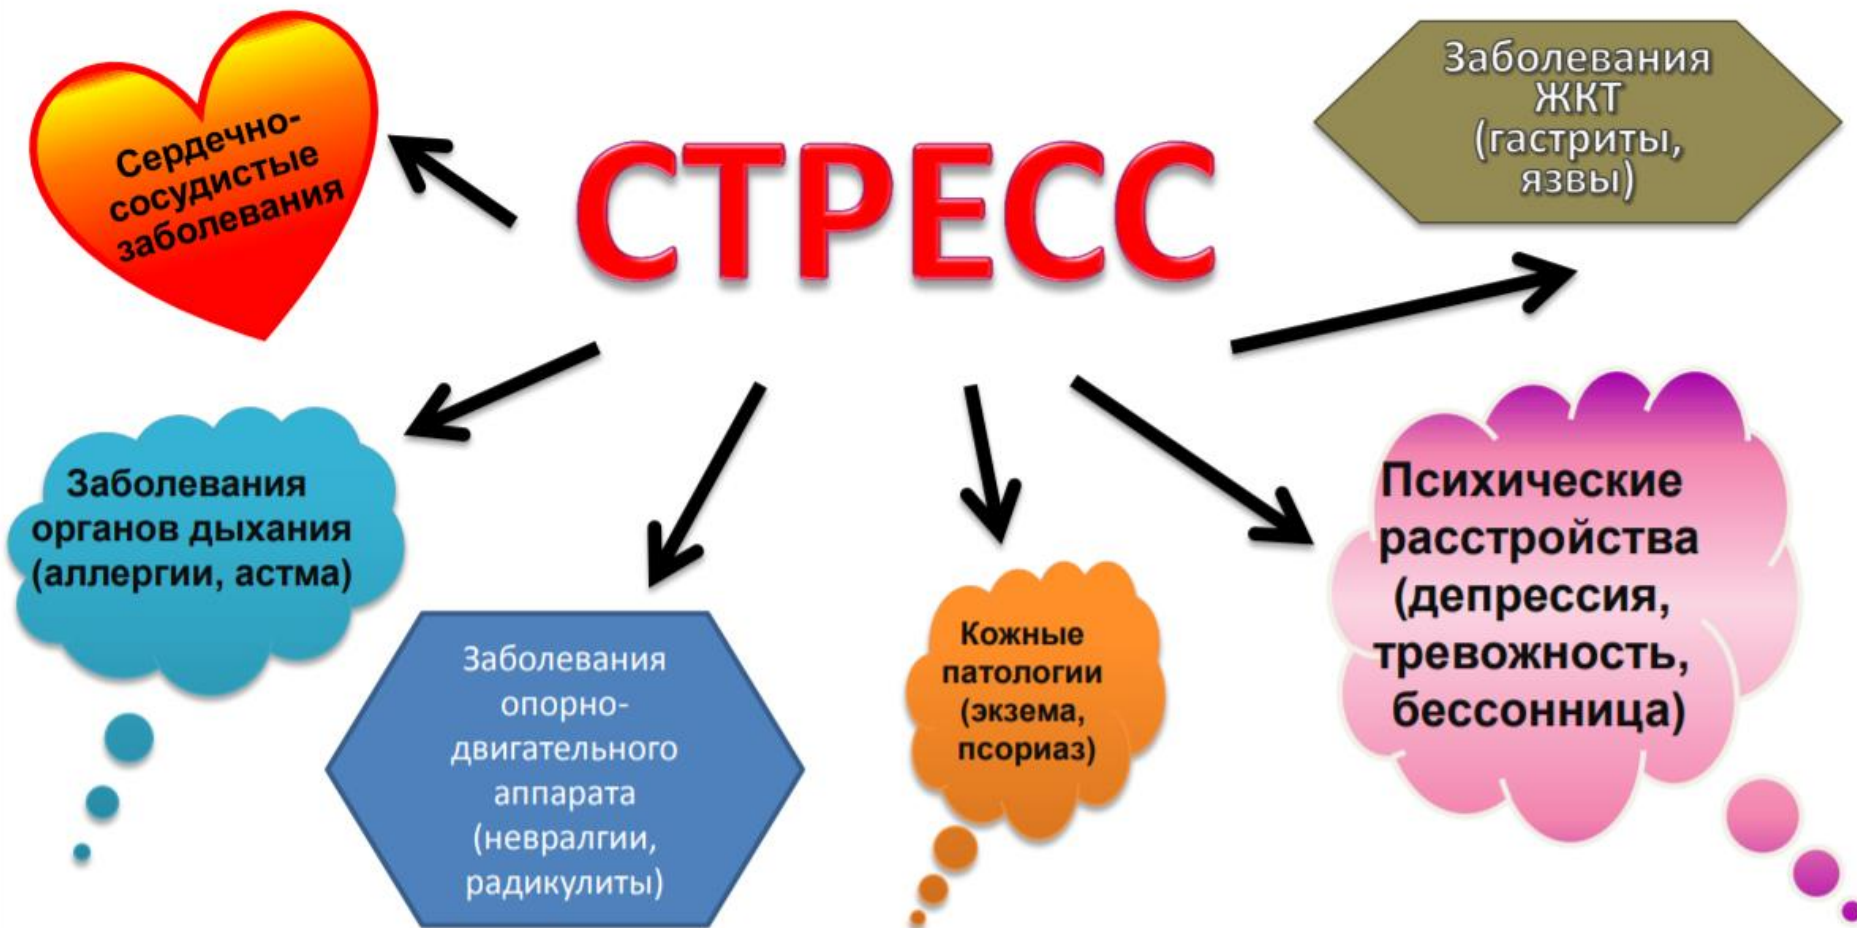 СТРЕСС
Сердечно-
сосудистые
заболевания
Заболевания
ЖКТ
(гастриты,
язвы)
Заболевания
органов дыхания
(аллергии, астма)
Заболевания
опорно-
двигательного
аппарата
(невралгии,
радикулиты)
Кожные
патологии
(экзема,
псориаз)
Психические
расстройства
(депрессия,
тревожность,
бессонница)